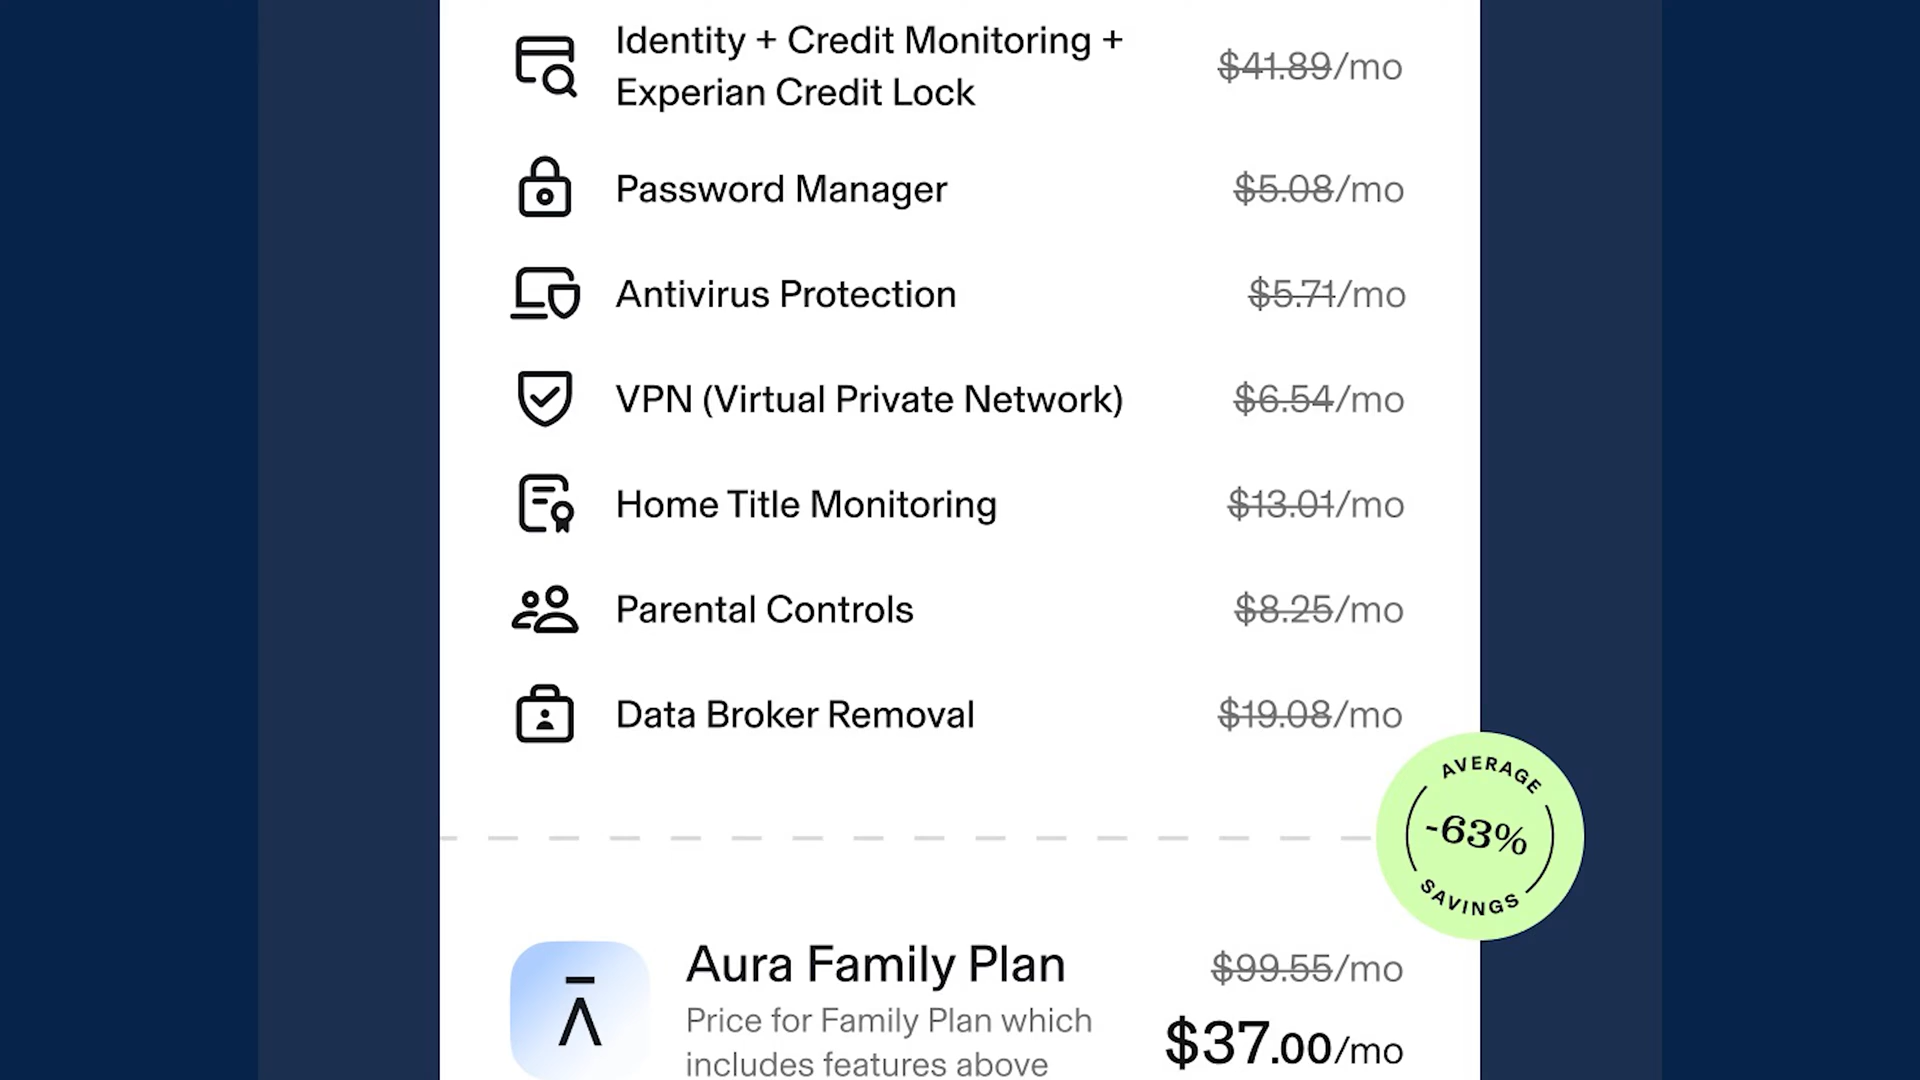 Identity + Credit Monitoring +
Experian Credit Lock
$41.89/mo
Password Manager
$5.08/mo
Antivirus Protection
$5.71/mo
VPN (Virtual Private Network)
$6.54/mo
Home Title Monitoring
$13.01/mo
Parental Controls
$8.25/mo
Data Broker Removal
$19.08/mo
AVERAGE
-63%
SAVINGS
Aura Family Plan
$99.55/mo
Price for Family Plan which
includes features above
$37.00/mo